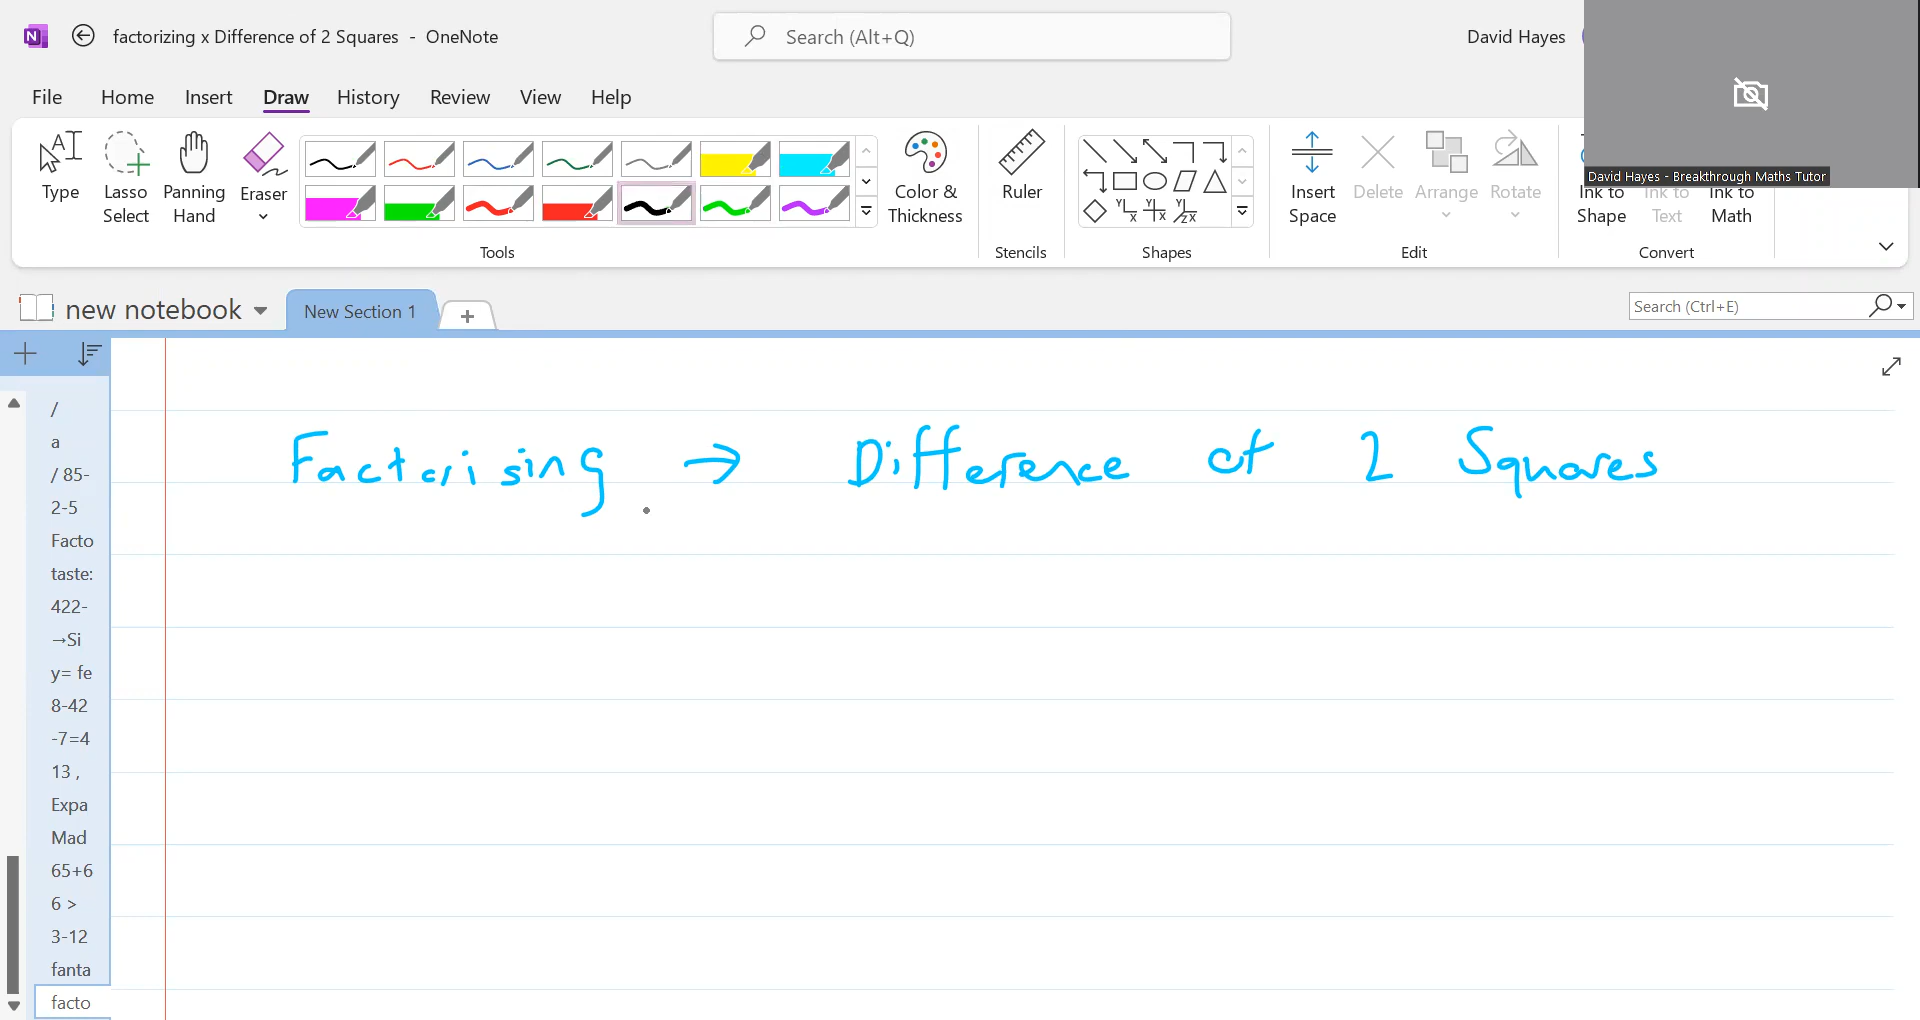 factorizing x Difference of 2 Squares - OneNote
Search (Alt+Q)
David Hayes
File Home Insert Draw History Review View Help
Type
Lasso Select
Panning Hand
Eraser
Color & Thickness
Ruler
Insert Space
Delete
Arrange
Rotate
Ink to Shape
Ink to Text
Ink to Math
David Hayes - Breakthrough Maths Tutor
Tools
Stencils
Shapes
Edit
Convert
new notebook
New Section 1
Search (Ctrl+E)
/
a
/ 85-
2-5
Facto
taste:
422-
→Si
y= fe
8-42
-7=4
13 ,
Expa
Mad
65+6
6 >
3-12
fanta
facto
Factorising → Difference of 2 Squares